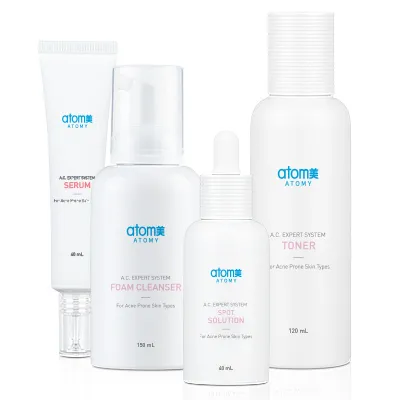 atom美
ATOMY
A.C. EXPERT SYSTEM
SERUM
For Acne Prone Skin
60 mL
atom美
ATOMY
A.C. EXPERT SYSTEM
FOAM CLEANSER
For Acne Prone Skin Types
150 mL
atom美
ATOMY
A.C. EXPERT SYSTEM
SPOT
SOLUTION
For Acne Prone Skin Types
60 mL
atom美
ATOMY
A.C. EXPERT SYSTEM
TONER
For Acne Prone Skin Types.
120 mL